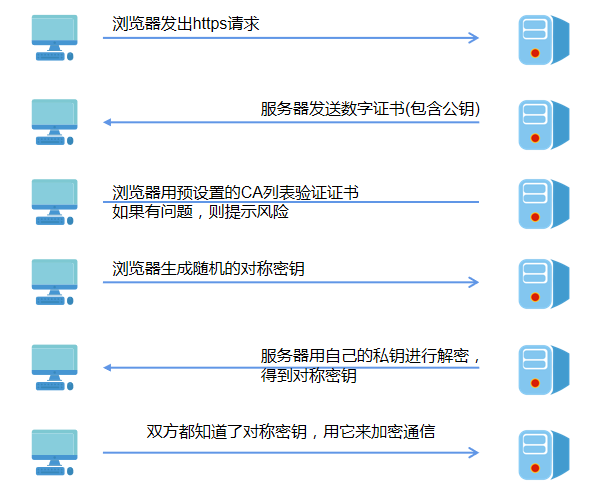 浏览器发出https请求
服务器发送数字证书(包含公钥)
浏览器用预设置的CA列表验证证书
如果有问题，则提示风险
浏览器生成随机的对称密钥
服务器用自己的私钥进行解密，
得到对称密钥
双方都知道了对称密钥，用它来加密通信